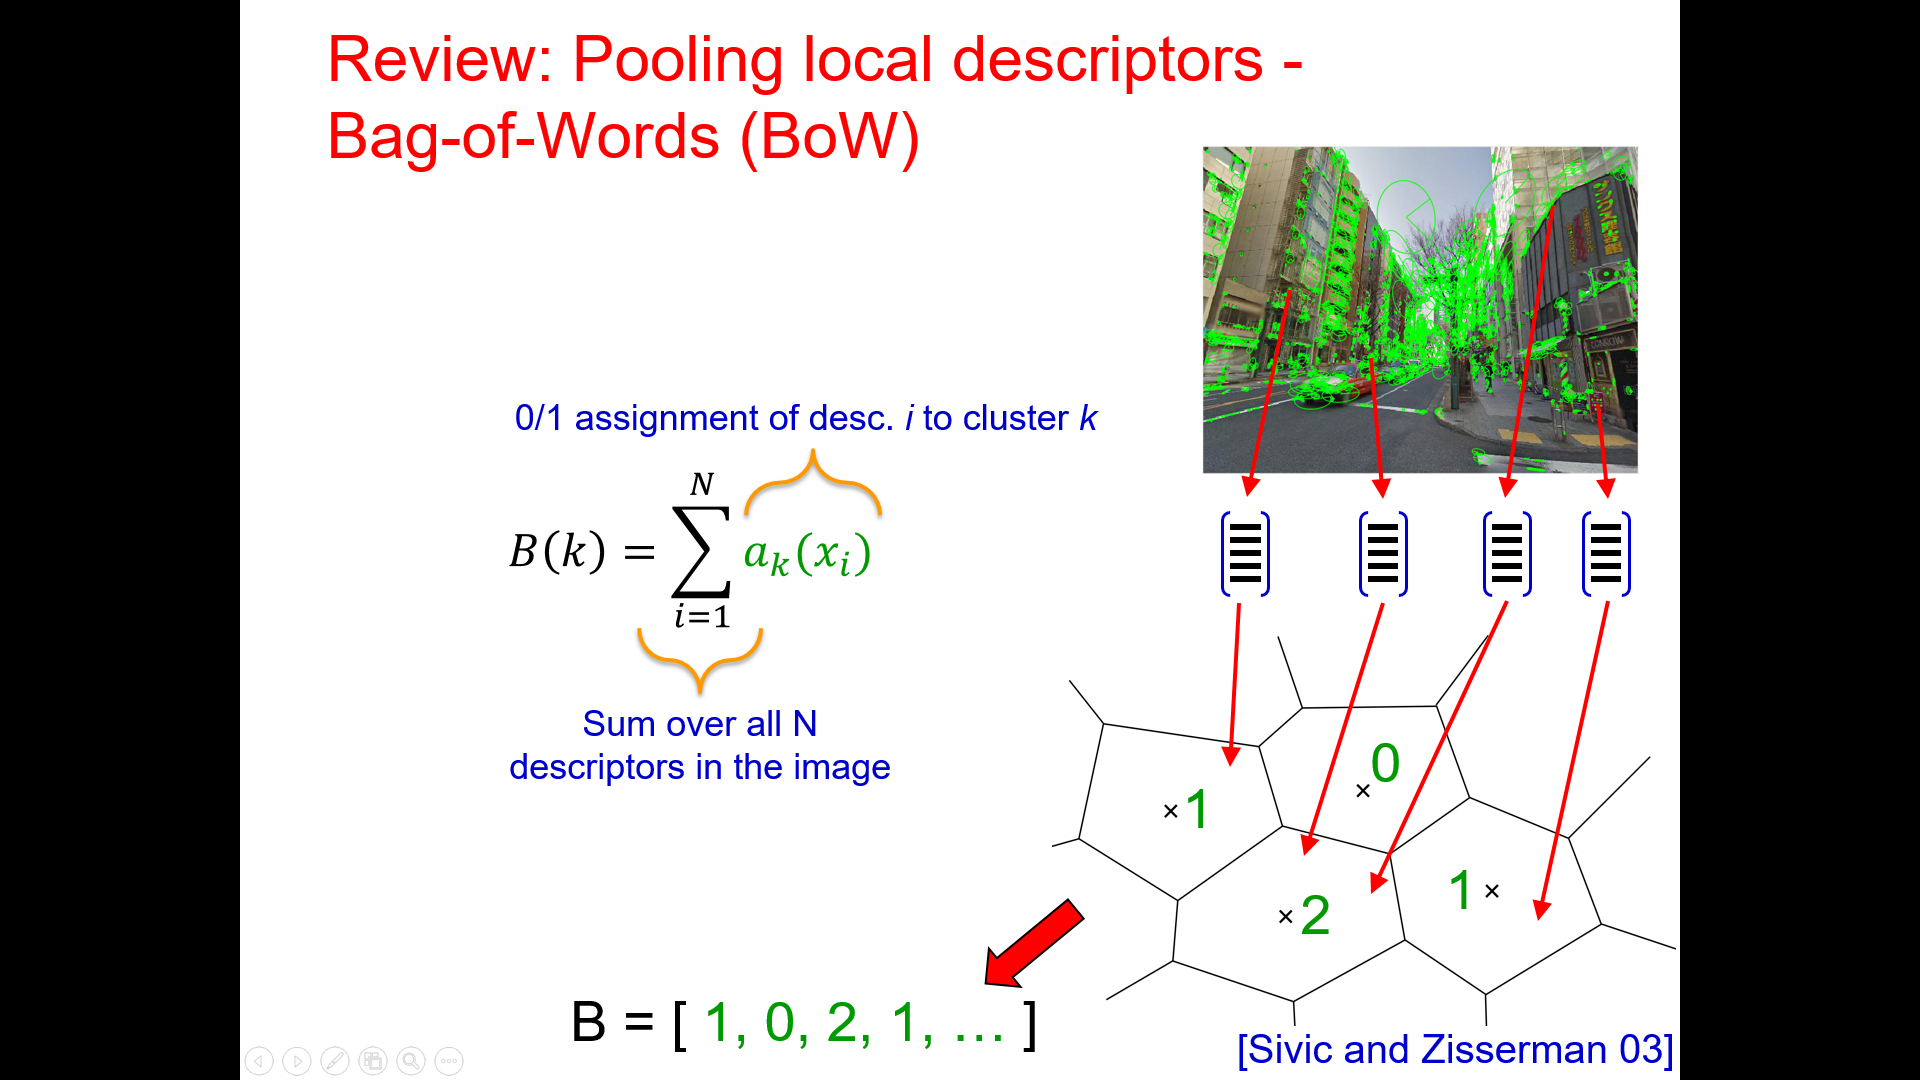 Review: Pooling local descriptors -
Bag-of-Words (BoW)
0/1 assignment of desc. i to cluster k
B(k) = ∑_{i=1}^{N} a_k(x_i)
Sum over all N
descriptors in the image
0
× 
× 1
1 ×
× 2
B = [ 1, 0, 2, 1, … ]
[Sivic and Zisserman 03]